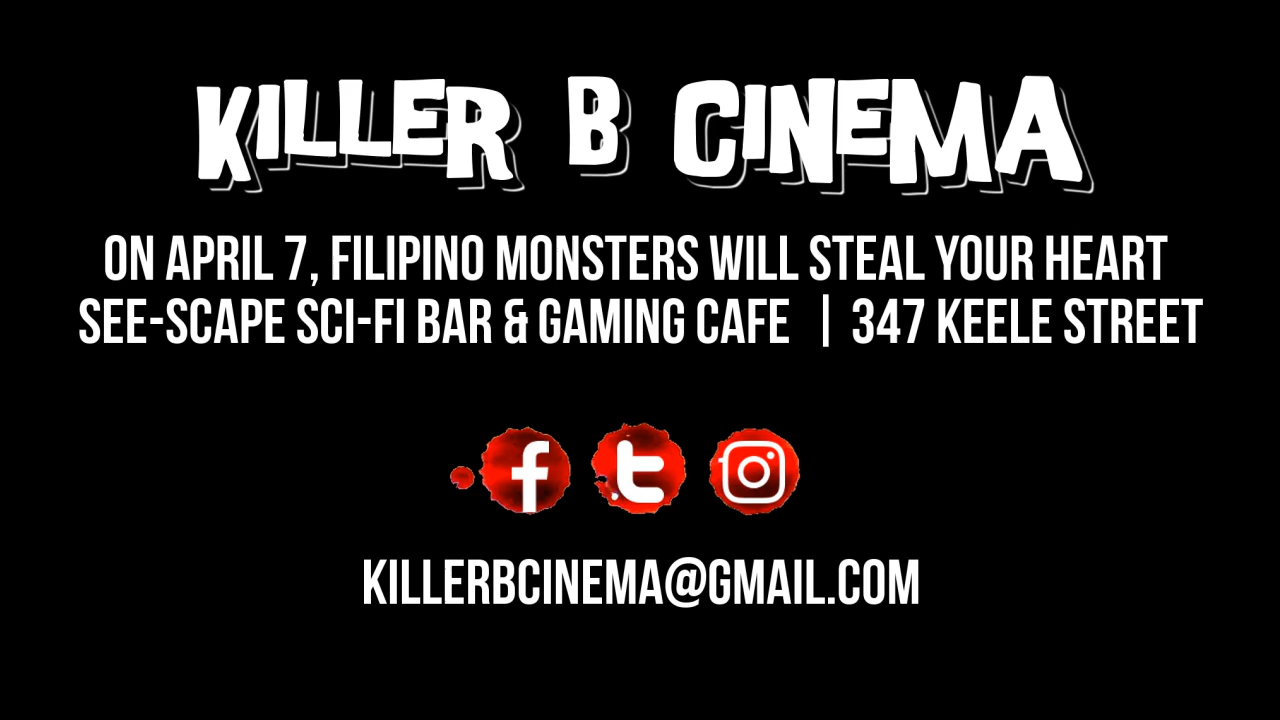 KILLER B CINEMA
ON APRIL 7, FILIPINO MONSTERS WILL STEAL YOUR HEART
SEE-SCAPE SCI-FI BAR & GAMING CAFE | 347 KEELE STREET
KILLERBCINEMA@GMAIL.COM